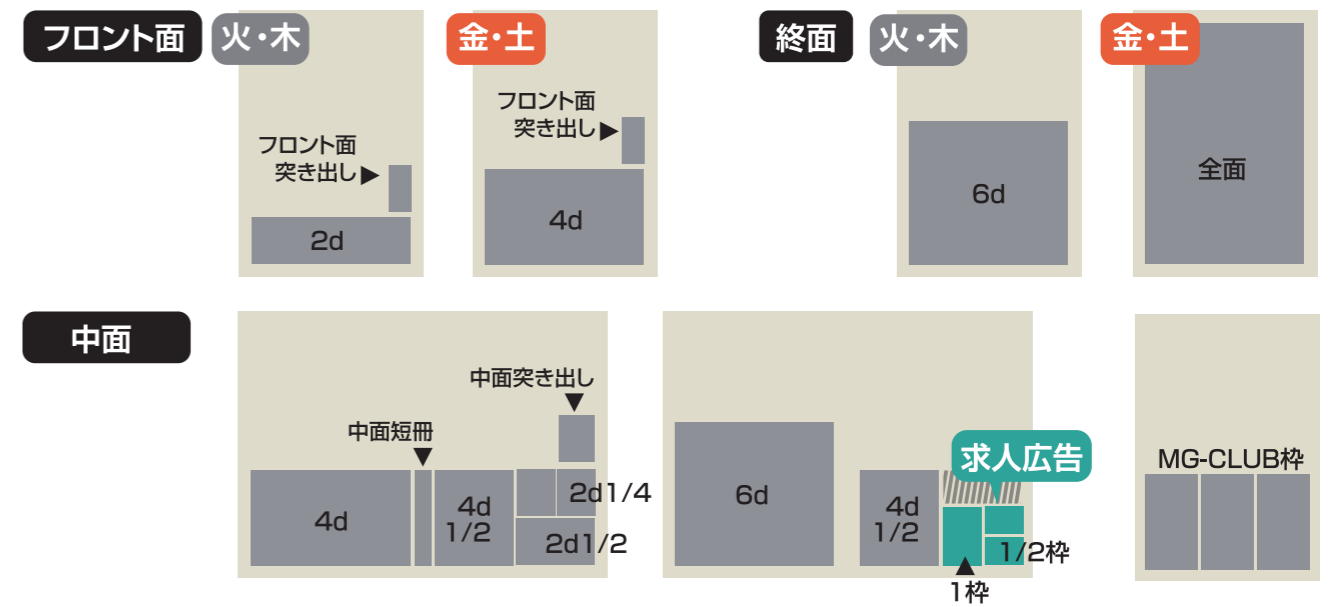 フロント面
火・木
フロント面
突き出し▶
2d
金・土
フロント面
突き出し▶
4d
終面
火・木
6d
金・土
全面
中面
中面突き出し
▼
中面短冊
▼
4d
4d
1/2
2d1/4
2d1/2
6d
4d
1/2
求人広告
1/2枠
▲
1枠
MG-CLUB枠